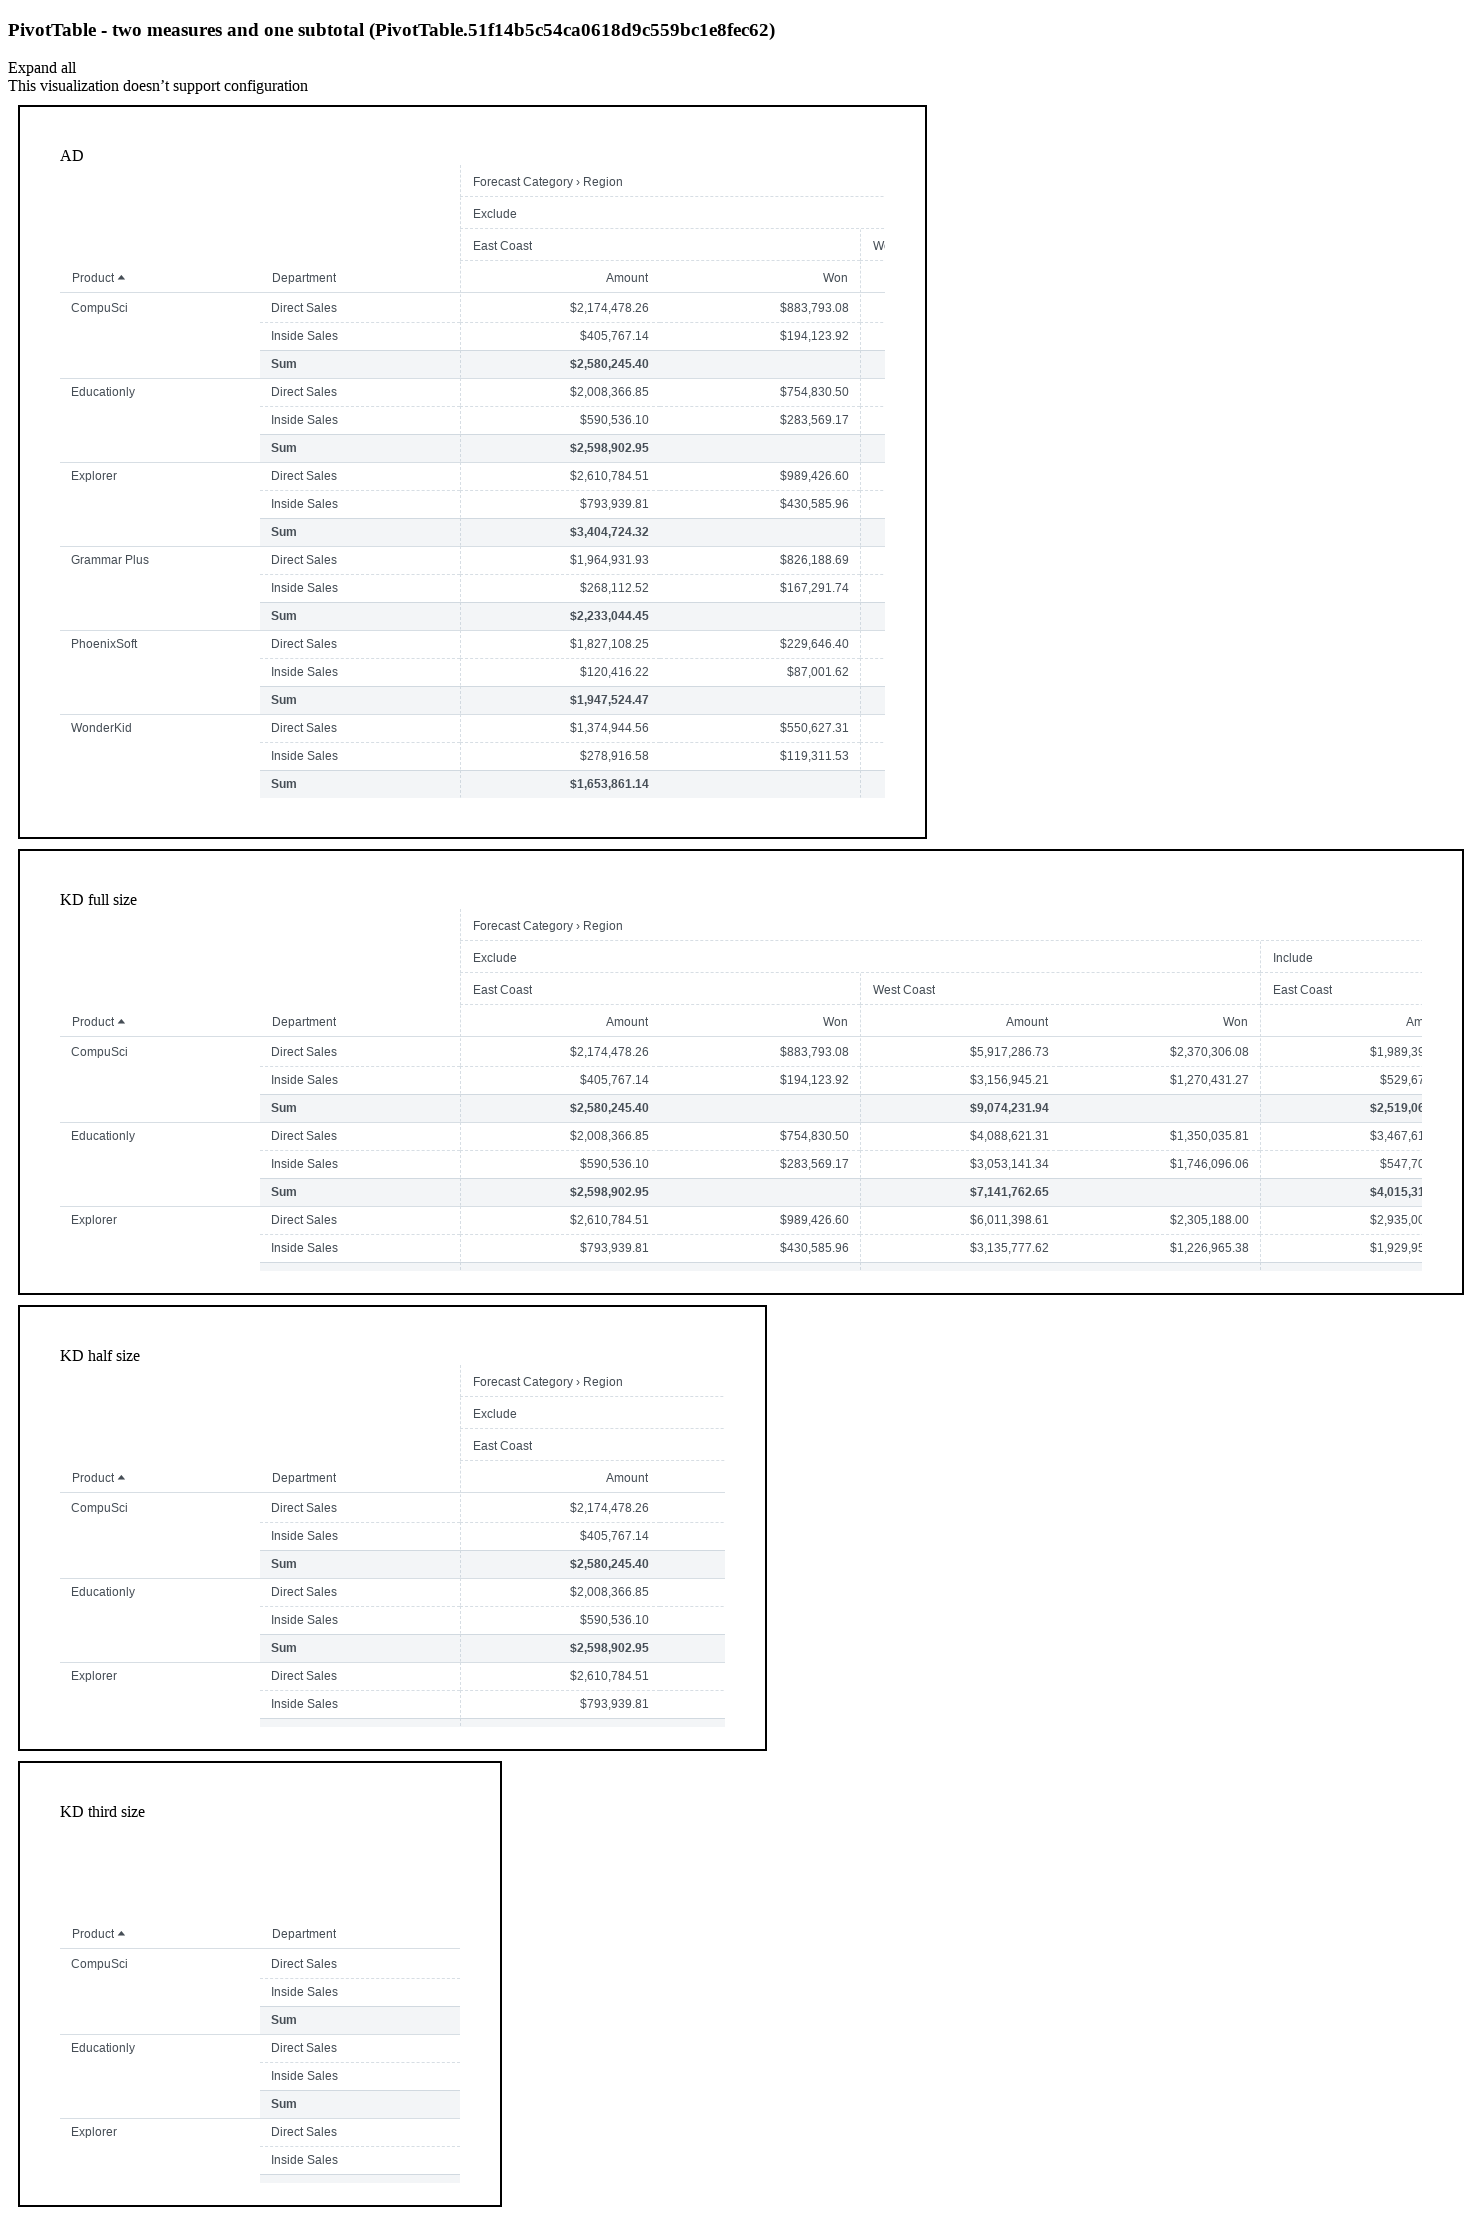 PivotTable - two measures and one subtotal (PivotTable.51f14b5c54ca0618d9c559bc1e8fec62)
Expand all
This visualization doesn’t support configuration
AD
Forecast Category › Region
Exclude
East Coast
Product Department Amount Won
CompuSci Direct Sales $2,174,478.26 $883,793.08
Inside Sales $405,767.14 $194,123.92
Sum $2,580,245.40
Educationly Direct Sales $2,008,366.85 $754,830.50
Inside Sales $590,536.10 $283,569.17
Sum $2,598,902.95
Explorer Direct Sales $2,610,784.51 $989,426.60
Inside Sales $793,939.81 $430,585.96
Sum $3,404,724.32
Grammar Plus Direct Sales $1,964,931.93 $826,188.69
Inside Sales $268,112.52 $167,291.74
Sum $2,233,044.45
PhoenixSoft Direct Sales $1,827,108.25 $229,646.40
Inside Sales $120,416.22 $87,001.62
Sum $1,947,524.47
WonderKid Direct Sales $1,374,944.56 $550,627.31
Inside Sales $278,916.58 $119,311.53
Sum $1,653,861.14
KD full size
Forecast Category › Region
Exclude Include
East Coast West Coast East Coast
Product Department Amount Won Amount Won Am
CompuSci Direct Sales $2,174,478.26 $883,793.08 $5,917,286.73 $2,370,306.08 $1,989,39
Inside Sales $405,767.14 $194,123.92 $3,156,945.21 $1,270,431.27 $529,67
Sum $2,580,245.40 $9,074,231.94 $2,519,06
Educationly Direct Sales $2,008,366.85 $754,830.50 $4,088,621.31 $1,350,035.81 $3,467,61
Inside Sales $590,536.10 $283,569.17 $3,053,141.34 $1,746,096.06 $547,70
Sum $2,598,902.95 $7,141,762.65 $4,015,31
Explorer Direct Sales $2,610,784.51 $989,426.60 $6,011,398.61 $2,305,188.00 $2,935,00
Inside Sales $793,939.81 $430,585.96 $3,135,777.62 $1,226,965.38 $1,929,95
KD half size
Forecast Category › Region
Exclude
East Coast
Product Department Amount
CompuSci Direct Sales $2,174,478.26
Inside Sales $405,767.14
Sum $2,580,245.40
Educationly Direct Sales $2,008,366.85
Inside Sales $590,536.10
Sum $2,598,902.95
Explorer Direct Sales $2,610,784.51
Inside Sales $793,939.81
KD third size
Product Department
CompuSci Direct Sales
Inside Sales
Sum
Educationly Direct Sales
Inside Sales
Sum
Explorer Direct Sales
Inside Sales